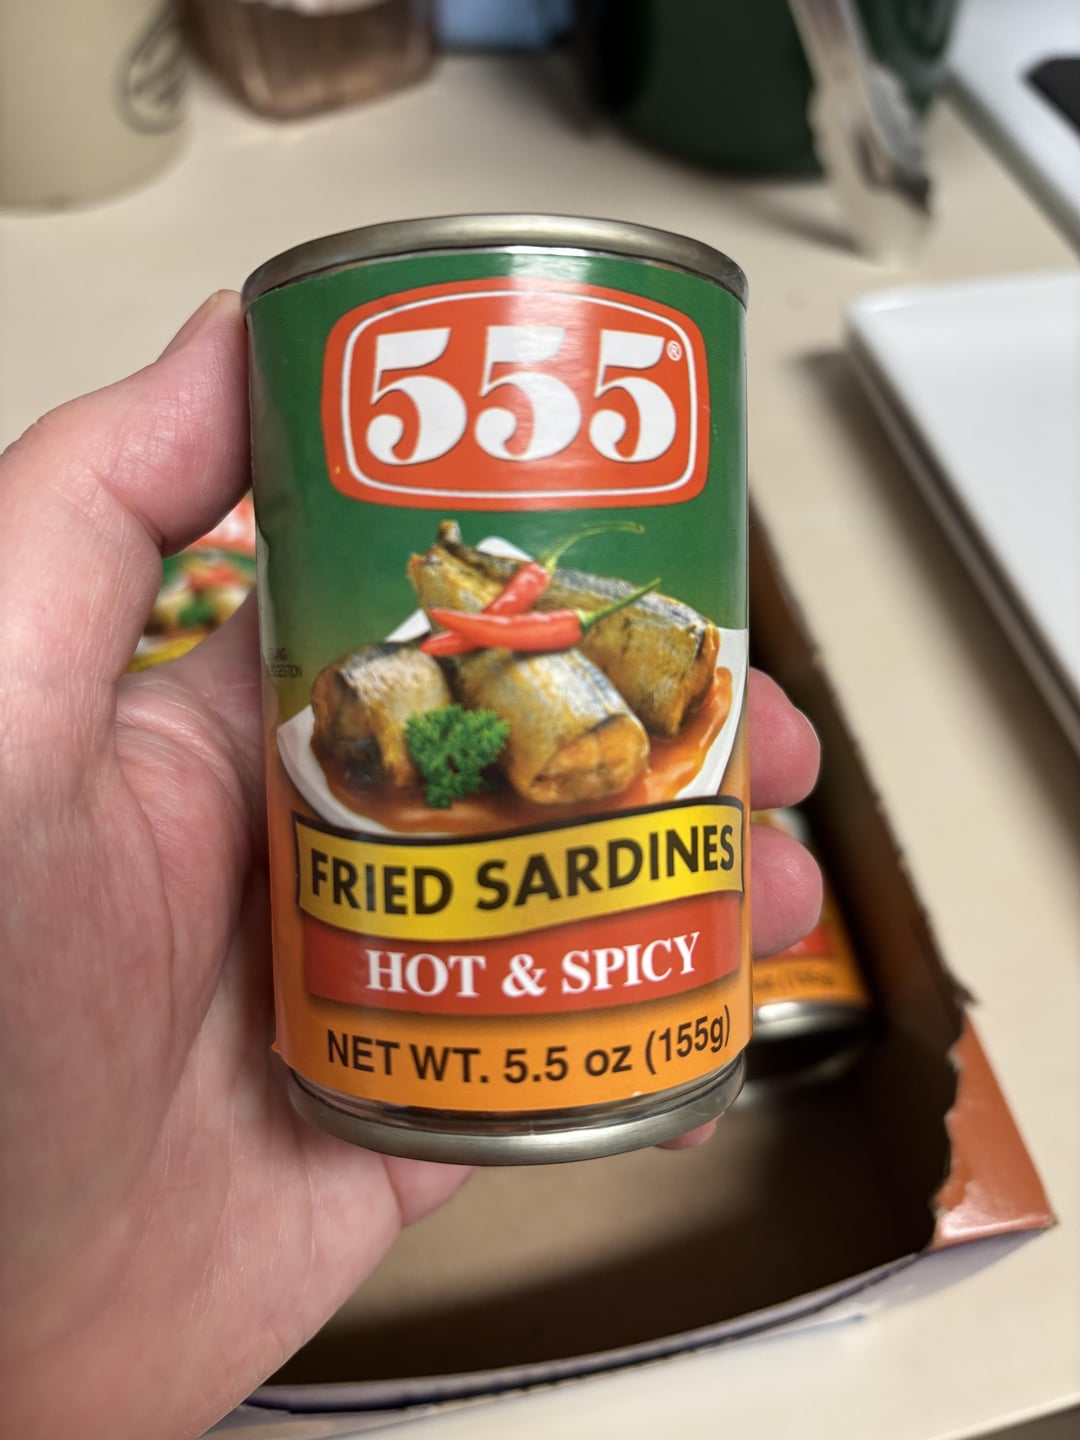 555®
FRIED SARDINES
HOT & SPICY
NET WT. 5.5 oz (155g)